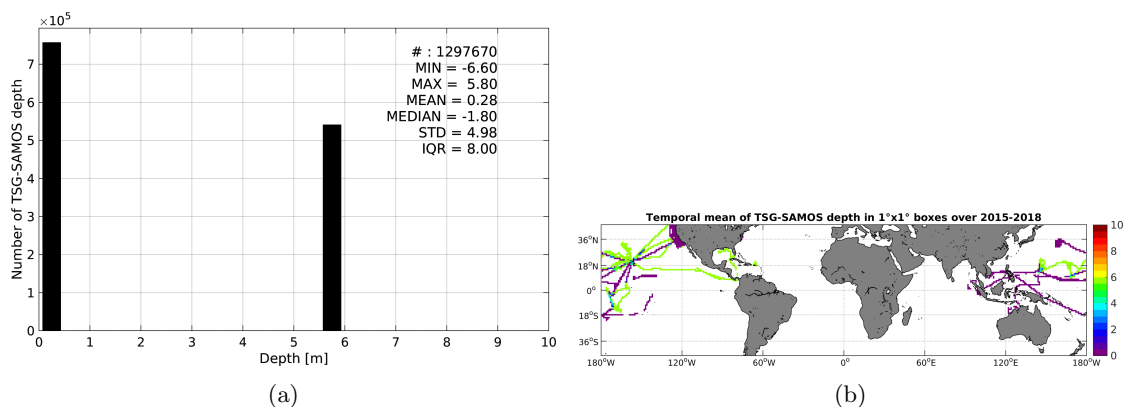 ×10⁵
7
6
5
4
3
2
1
0
Number of TSG-SAMOS depth
# : 1297670
MIN = -6.60
MAX = 5.80
MEAN = 0.28
MEDIAN = -1.80
STD = 4.98
IQR = 8.00
0 1 2 3 4 5 6 7 8 9 10
Depth [m]
(a)
Temporal mean of TSG-SAMOS depth in 1°x1° boxes over 2015-2018
36°N
18°N
0°
18°S
36°S
180°W 120°W 60°W 0° 60°E 120°E 180°W
10
8
6
4
2
0
(b)